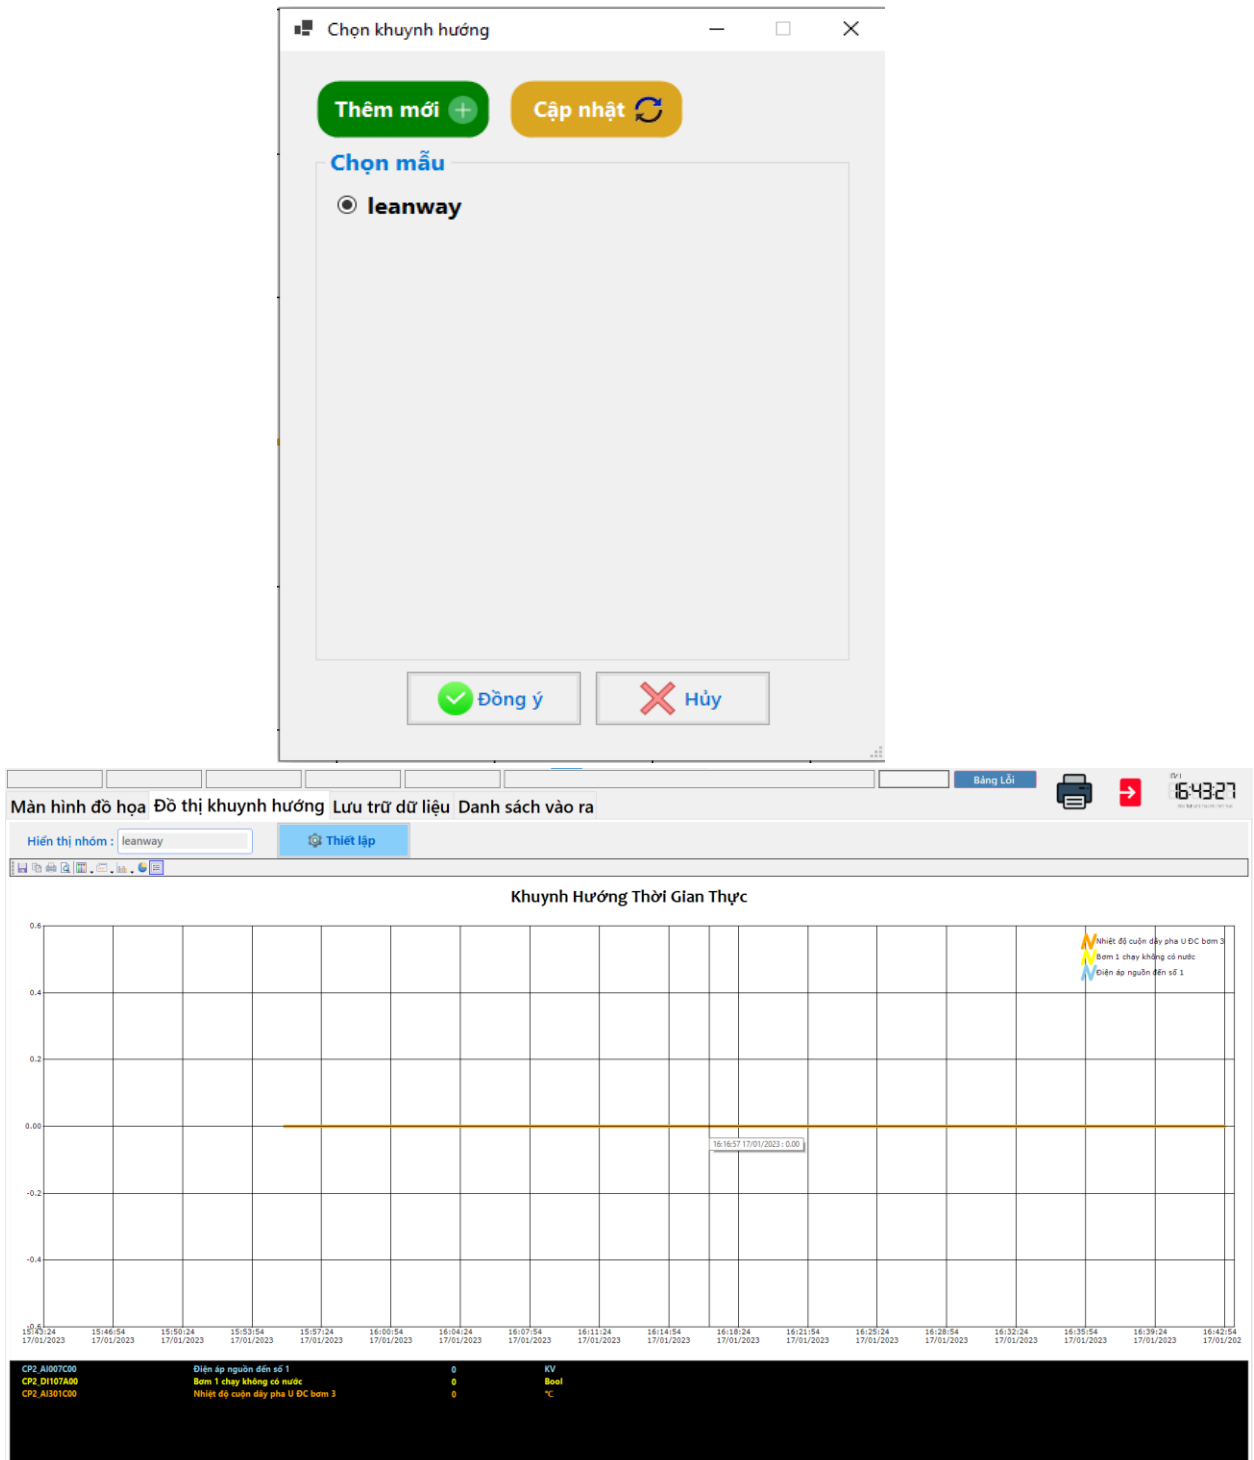 Chọn khuynh hướng
Thêm mới
Cập nhật
Chọn mẫu
leanway
Đồng ý
Hủy
Bảng Lỗi
16:43:27
Màn hình đồ họa Đồ thị khuynh hướng Lưu trữ dữ liệu Danh sách vào ra
Hiển thị nhóm : leanway
Thiết lập
Khuynh Hướng Thời Gian Thực
Nhiệt độ cuộn dây pha U ĐC bơm 3
Bơm 1 chạy không có nước
Điện áp nguồn đến số 1
0.6
0.4
0.2
0.00
-0.2
-0.4
-0.6
16:16:57 17/01/2023 : 0.00
15:43:24 15:46:54 15:50:24 15:53:54 15:57:24 16:00:54 16:04:24 16:07:54 16:11:24 16:14:54 16:18:24 16:21:54 16:25:24 16:28:54 16:32:24 16:35:54 16:39:24 16:42:54
17/01/2023 17/01/2023 17/01/2023 17/01/2023 17/01/2023 17/01/2023 17/01/2023 17/01/2023 17/01/2023 17/01/2023 17/01/2023 17/01/2023 17/01/2023 17/01/2023 17/01/2023 17/01/2023 17/01/2023 17/01/202
CP2_AI007C00 Điện áp nguồn đến số 1 0 KV
CP2_DI107A00 Bơm 1 chạy không có nước 0 Bool
CP2_AI301C00 Nhiệt độ cuộn dây pha U ĐC bơm 3 0 °C